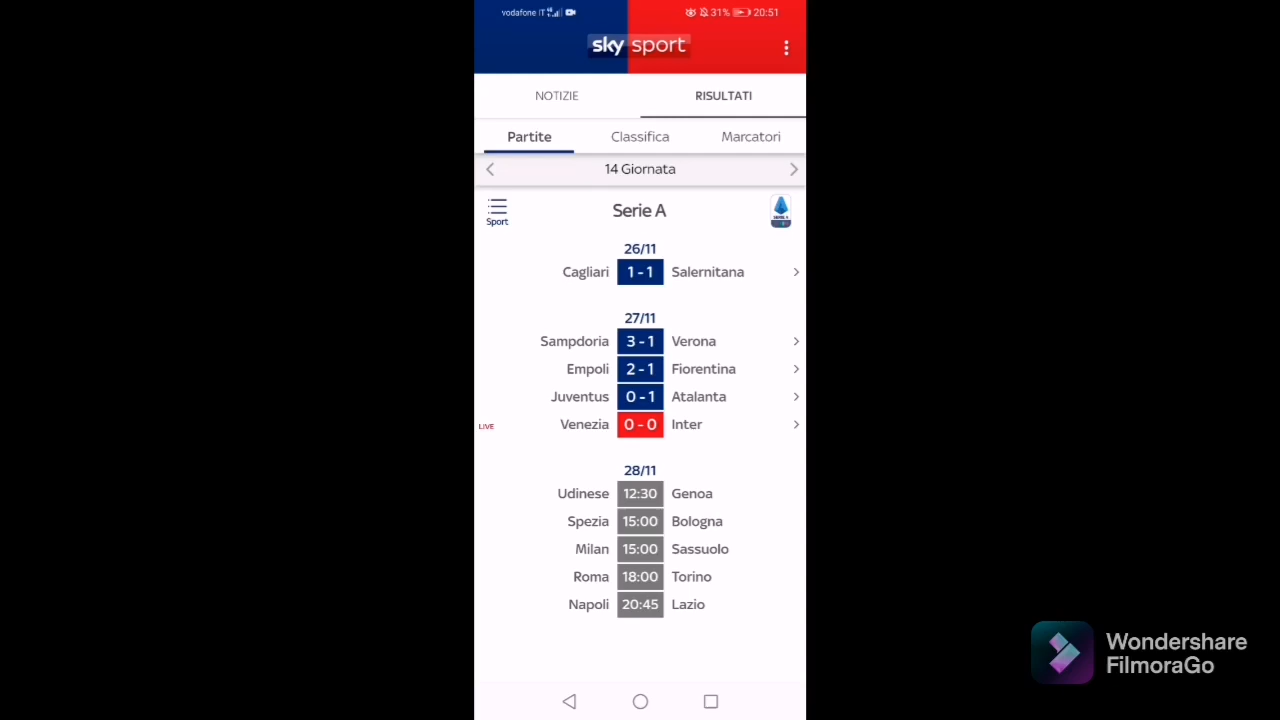 vodafone IT 31% 20:51
sky sport
NOTIZIE RISULTATI
Partite Classifica Marcatori
14 Giornata
Sport Serie A
26/11
Cagliari 1 - 1 Salernitana
27/11
Sampdoria 3 - 1 Verona
Empoli 2 - 1 Fiorentina
Juventus 0 - 1 Atalanta
LIVE Venezia 0 - 0 Inter
28/11
Udinese 12:30 Genoa
Spezia 15:00 Bologna
Milan 15:00 Sassuolo
Roma 18:00 Torino
Napoli 20:45 Lazio
Wondershare
FilmoraGo